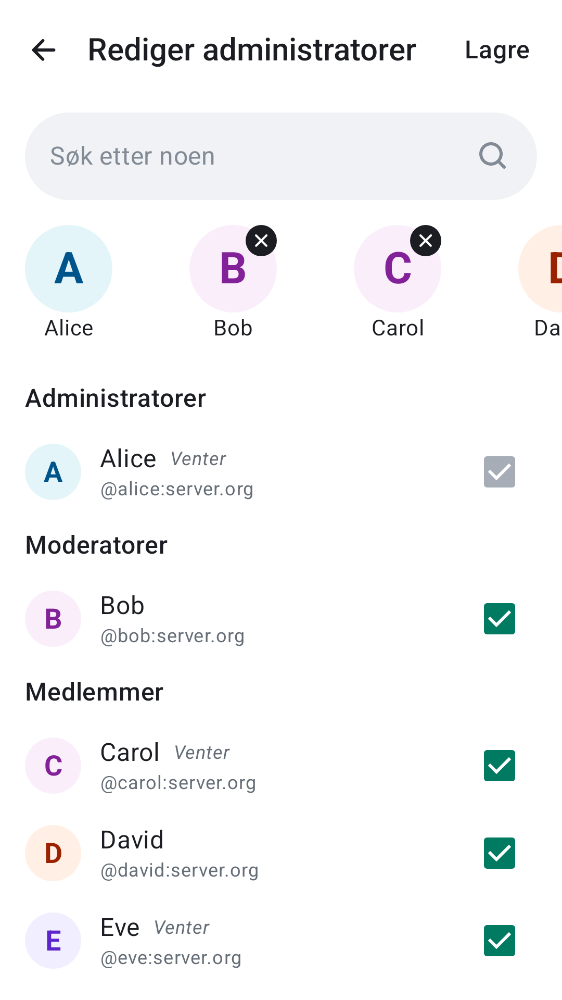 Rediger administratorer Lagre
Søk etter noen
A B C D
Alice Bob Carol Da
Administratorer
A Alice Venter
@alice:server.org
Moderatorer
B Bob
@bob:server.org
Medlemmer
C Carol Venter
@carol:server.org
D David
@david:server.org
E Eve Venter
@eve:server.org